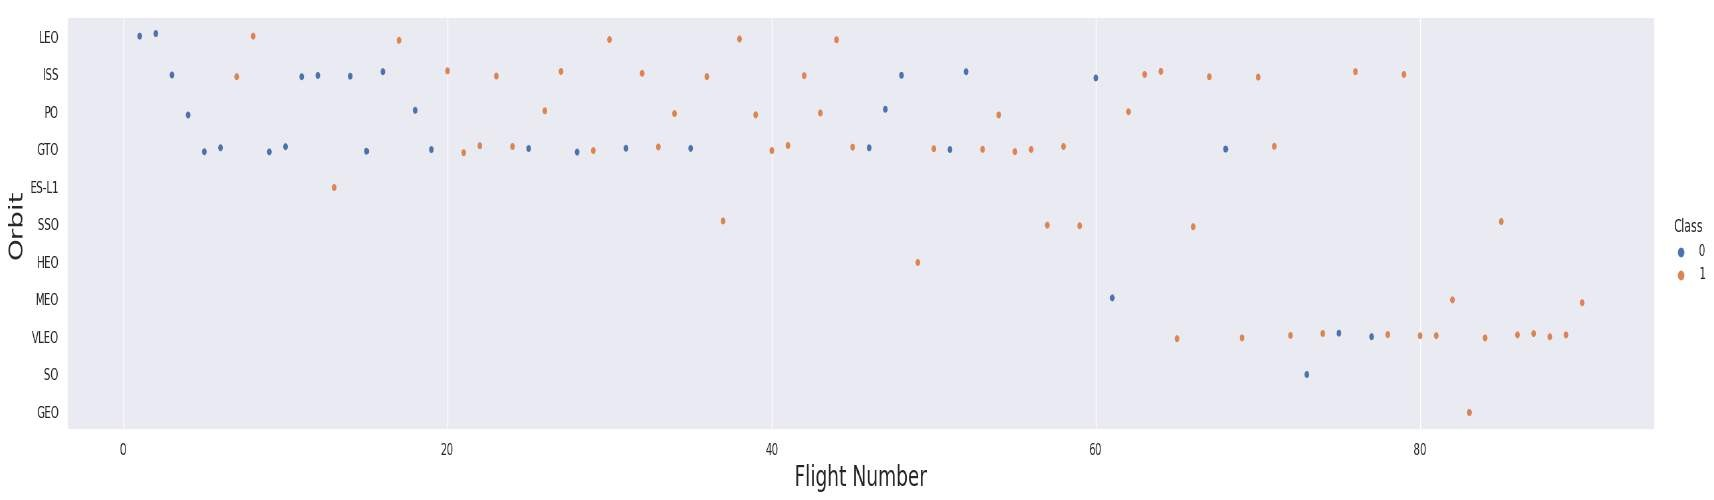 LEO
ISS
PO
GTO
ES-L1
SSO
HEO
MEO
VLEO
SO
GEO
Orbit
0 20 40 60 80
Flight Number
Class
0
1